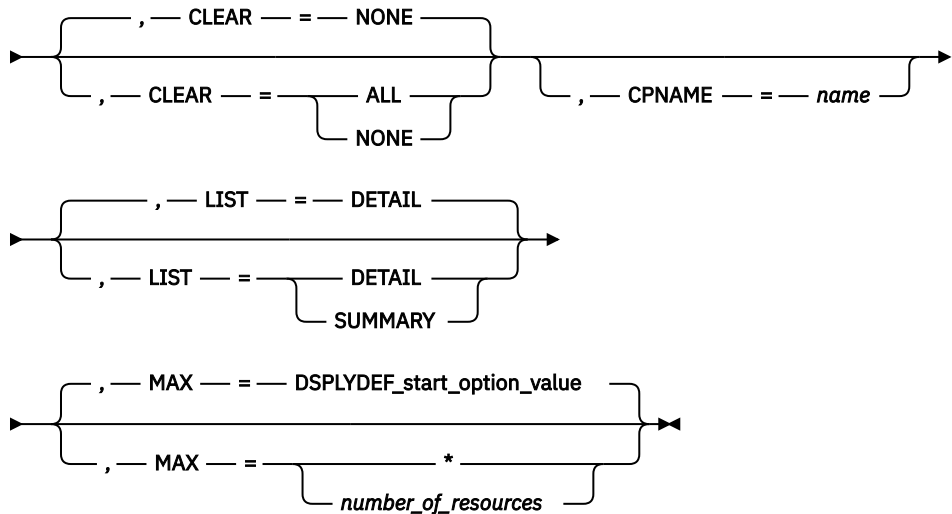 , CLEAR = NONE
, CLEAR = ALL
NONE
, CPNAME = name
, LIST = DETAIL
, LIST = DETAIL
SUMMARY
, MAX = DSPLYDEF_start_option_value
, MAX = *
number_of_resources